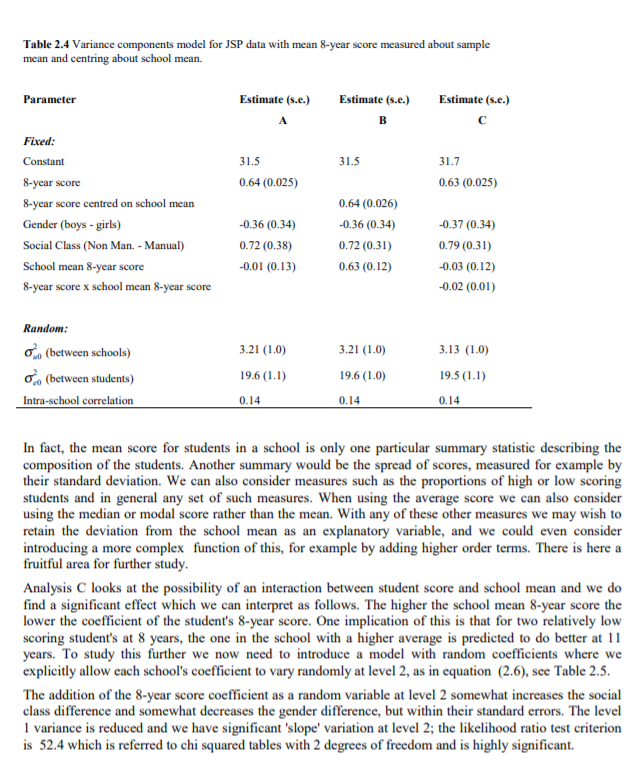 Table 2.4 Variance components model for JSP data with mean 8-year score measured about sample
mean and centring about school mean.
Parameter Estimate (s.e.) Estimate (s.e.) Estimate (s.e.)
A B C
Fixed:
Constant 31.5 31.5 31.7
8-year score 0.64 (0.025) 0.63 (0.025)
8-year score centred on school mean 0.64 (0.026)
Gender (boys - girls) -0.36 (0.34) -0.36 (0.34) -0.37 (0.34)
Social Class (Non Man. - Manual) 0.72 (0.38) 0.72 (0.31) 0.79 (0.31)
School mean 8-year score -0.01 (0.13) 0.63 (0.12) -0.03 (0.12)
8-year score x school mean 8-year score -0.02 (0.01)
Random:
σ²u0 (between schools) 3.21 (1.0) 3.21 (1.0) 3.13 (1.0)
σ²e0 (between students) 19.6 (1.1) 19.6 (1.0) 19.5 (1.1)
Intra-school correlation 0.14 0.14 0.14
In fact, the mean score for students in a school is only one particular summary statistic describing the
composition of the students. Another summary would be the spread of scores, measured for example by
their standard deviation. We can also consider measures such as the proportions of high or low scoring
students and in general any set of such measures. When using the average score we can also consider
using the median or modal score rather than the mean. With any of these other measures we may wish to
retain the deviation from the school mean as an explanatory variable, and we could even consider
introducing a more complex function of this, for example by adding higher order terms. There is here a
fruitful area for further study.
Analysis C looks at the possibility of an interaction between student score and school mean and we do
find a significant effect which we can interpret as follows. The higher the school mean 8-year score the
lower the coefficient of the student's 8-year score. One implication of this is that for two relatively low
scoring student's at 8 years, the one in the school with a higher average is predicted to do better at 11
years. To study this further we now need to introduce a model with random coefficients where we
explicitly allow each school's coefficient to vary randomly at level 2, as in equation (2.6), see Table 2.5.
The addition of the 8-year score coefficient as a random variable at level 2 somewhat increases the social
class difference and somewhat decreases the gender difference, but within their standard errors. The level
1 variance is reduced and we have significant 'slope' variation at level 2; the likelihood ratio test criterion
is 52.4 which is referred to chi squared tables with 2 degrees of freedom and is highly significant.